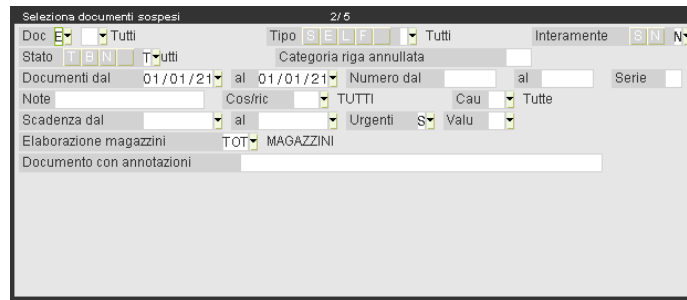 Seleziona documenti sospesi 2/5
Doc E Tutti Tipo S E L F Tutti Interamente S N N
Stato T B N T utti Categoria riga annullata
Documenti dal 01/01/21 al 01/01/21 Numero dal al Serie
Note Cos/ric TUTTI Cau Tutte
Scadenza dal al Urgenti S Valu
Elaborazione magazzini TOT MAGAZZINI
Documento con annotazioni